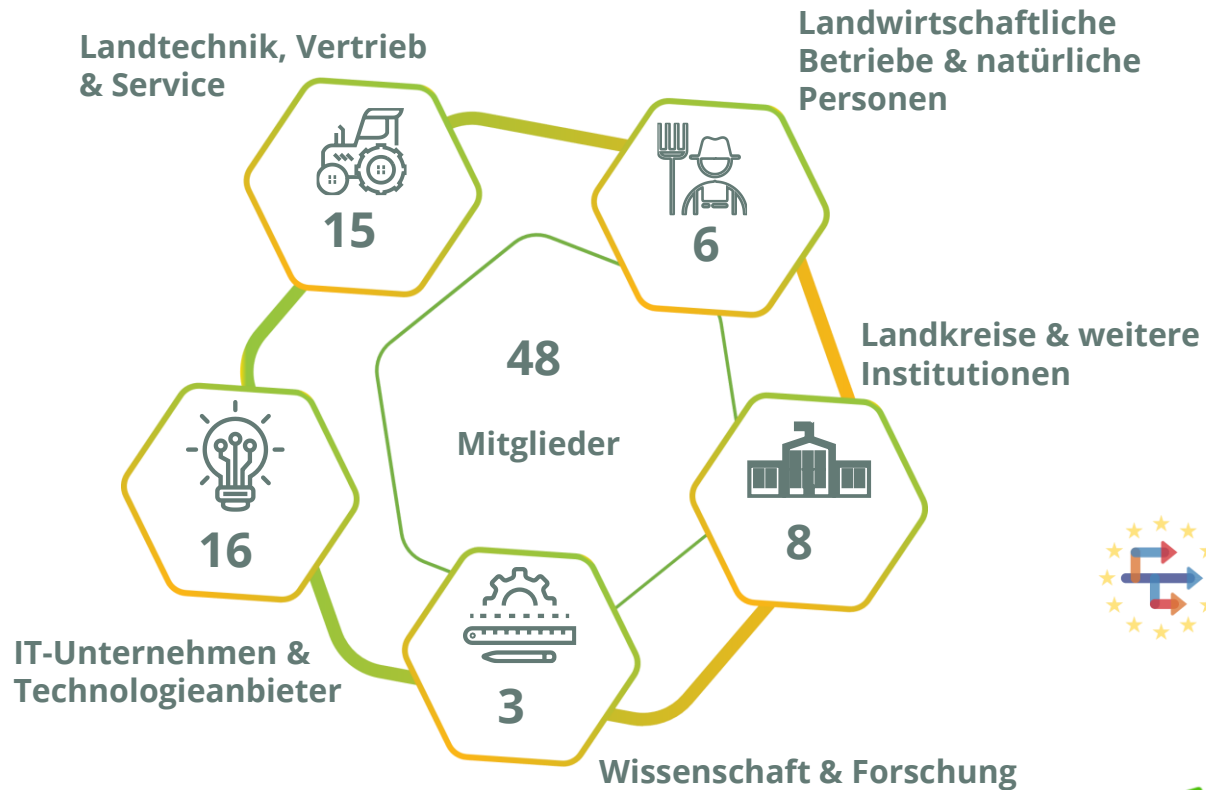 Landtechnik, Vertrieb
& Service
15
Landwirtschaftliche
Betriebe & natürliche
Personen
6
48
Mitglieder
Landkreise & weitere
Institutionen
8
16
IT-Unternehmen &
Technologieanbieter
3
Wissenschaft & Forschung